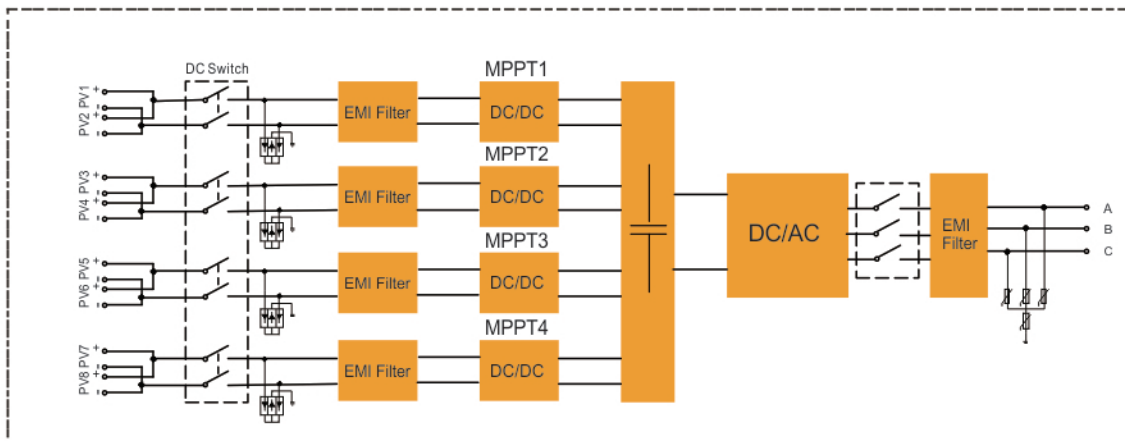 DC Switch
MPPT1
PV1 + -
PV2 + -
EMI Filter
DC/DC
MPPT2
PV3 + -
PV4 + -
EMI Filter
DC/DC
DC/AC
EMI
Filter
A
B
C
MPPT3
PV5 + -
PV6 + -
EMI Filter
DC/DC
MPPT4
PV7 + -
PV8 + -
EMI Filter
DC/DC